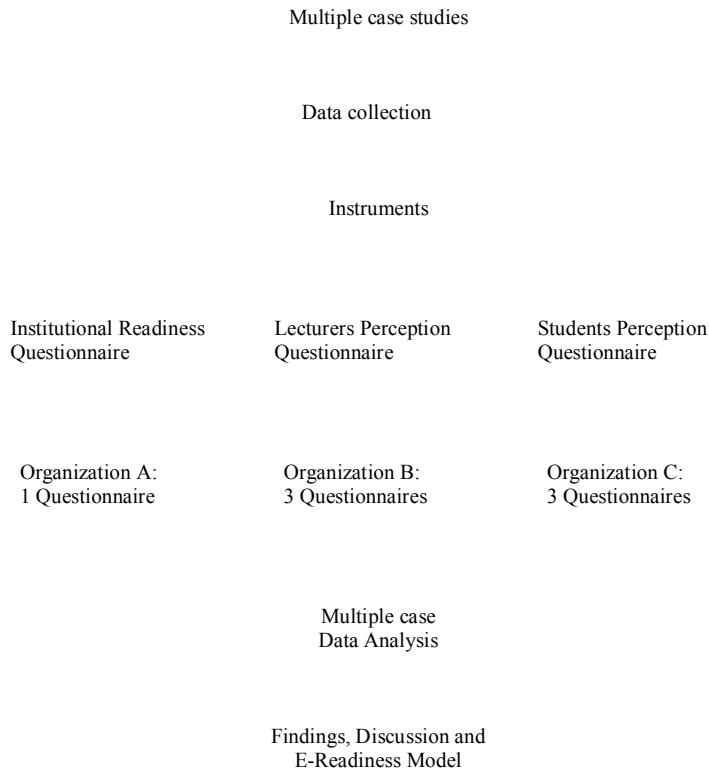 Multiple case studies
Data collection
Instruments
Institutional Readiness
Questionnaire
Lecturers Perception
Questionnaire
Students Perception
Questionnaire
Organization A:
1 Questionnaire
Organization B:
3 Questionnaires
Organization C:
3 Questionnaires
Multiple case
Data Analysis
Findings, Discussion and
E-Readiness Model